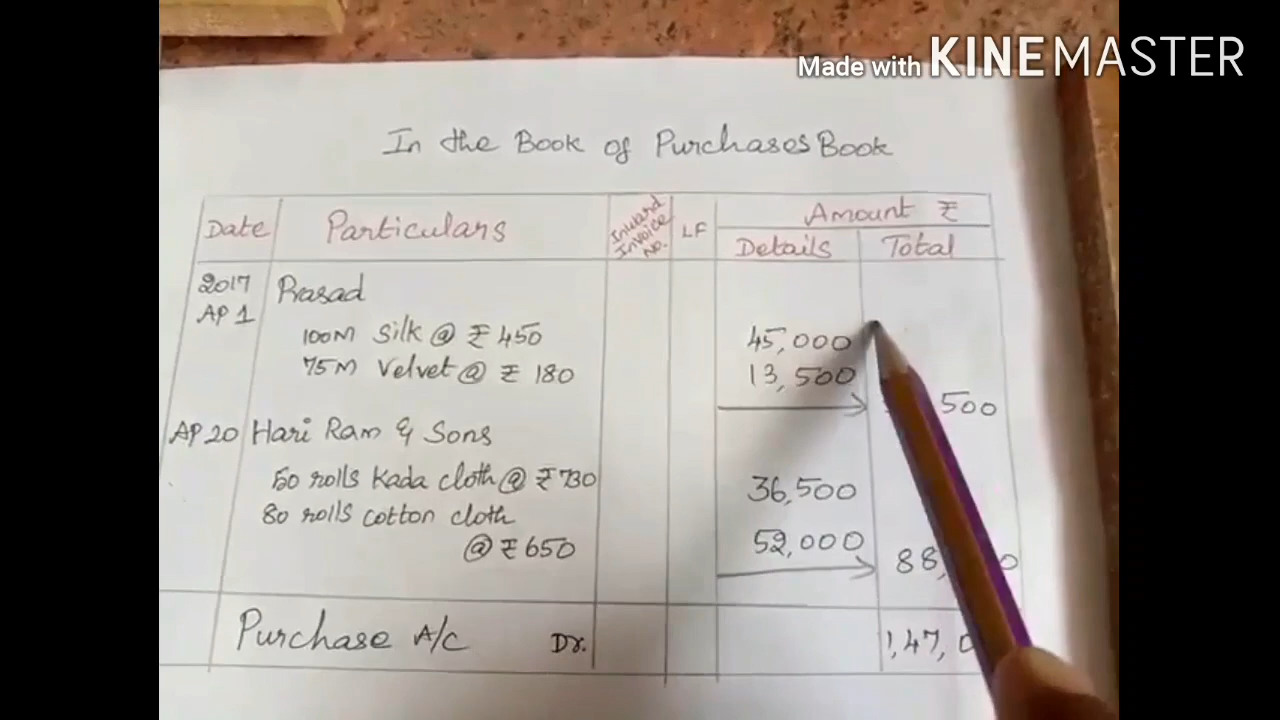 Made with KINEMASTER
In the Book of Purchases Book
Date Particulars Inward Invoice No. LF Amount ₹
Details Total
2017
AP 1 Prasad
100M Silk @ ₹ 450 45,000
75M Velvet @ ₹ 180 13,500
500
AP 20 Hari Ram & Sons
50 rolls Kada cloth @ ₹ 730 36,500
80 rolls cotton cloth
@ ₹ 650 52,000
88,
Purchase A/c Dr. 1,47,0